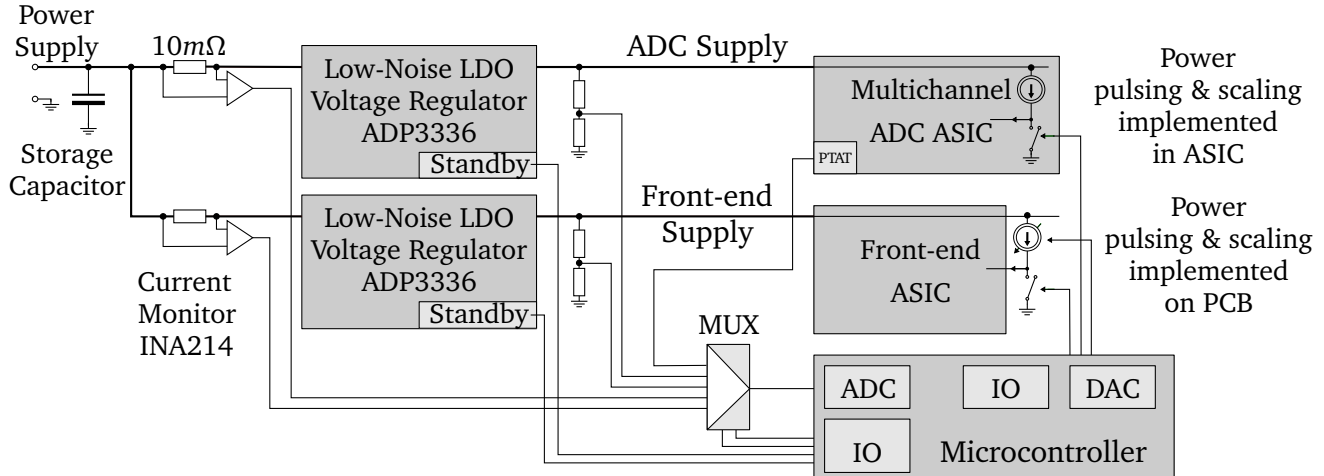 Power
Supply
10mΩ
Storage
Capacitor
Low-Noise LDO
Voltage Regulator
ADP3336
Standby
ADC Supply
Multichannel
ADC ASIC
PTAT
Power
pulsing & scaling
implemented
in ASIC
Low-Noise LDO
Voltage Regulator
ADP3336
Standby
Front-end
Supply
Front-end
ASIC
Power
pulsing & scaling
implemented
on PCB
Current
Monitor
INA214
MUX
ADC
IO
DAC
IO
Microcontroller